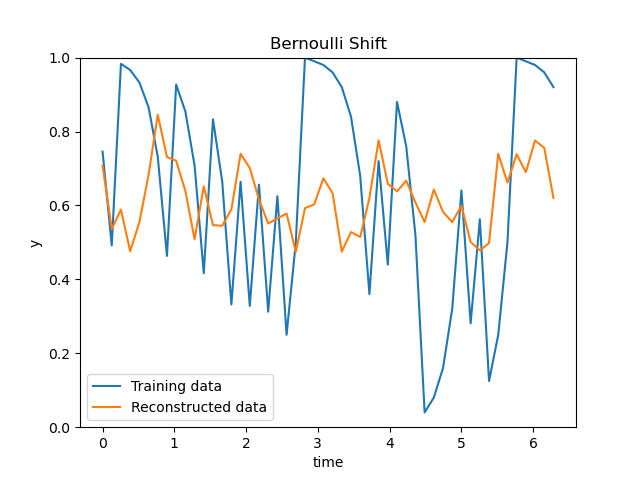 Bernoulli Shift
1.0
0.8
0.6
0.4
0.2
0.0
y
Training data
Reconstructed data
0 1 2 3 4 5 6
time